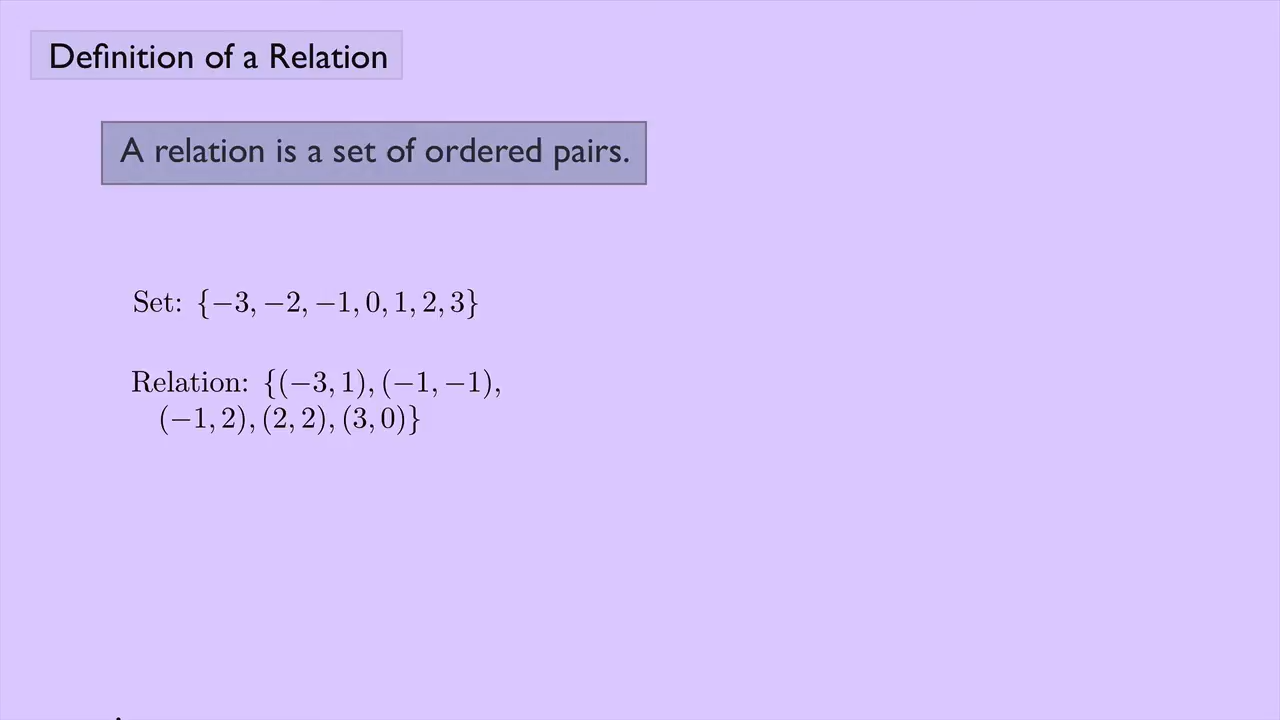 Definition of a Relation
A relation is a set of ordered pairs.
Set: {−3, −2, −1, 0, 1, 2, 3}
Relation: {(−3, 1), (−1, −1),
(−1, 2), (2, 2), (3, 0)}